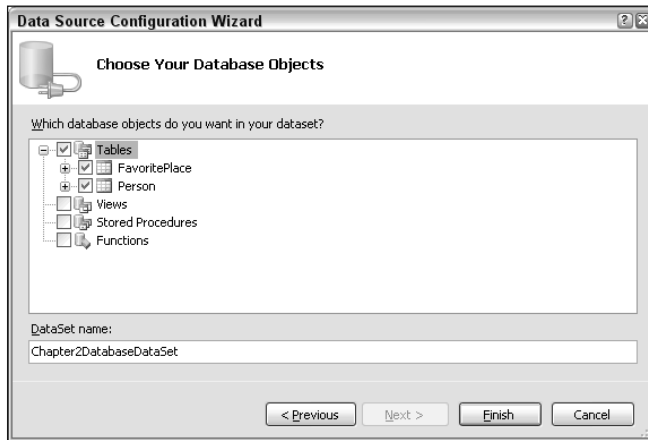 Data Source Configuration Wizard
Choose Your Database Objects
Which database objects do you want in your dataset?
Tables
FavoritePlace
Person
Views
Stored Procedures
Functions
DataSet name:
Chapter2DatabaseDataSet
< Previous Next > Finish Cancel